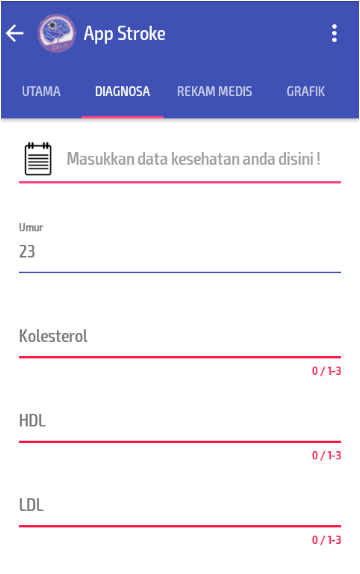 App Stroke
UTAMA DIAGNOSA REKAM MEDIS GRAFIK
Masukkan data kesehatan anda disini !
Umur
23
Kolesterol
0 / 1-3
HDL
0 / 1-3
LDL
0 / 1-3